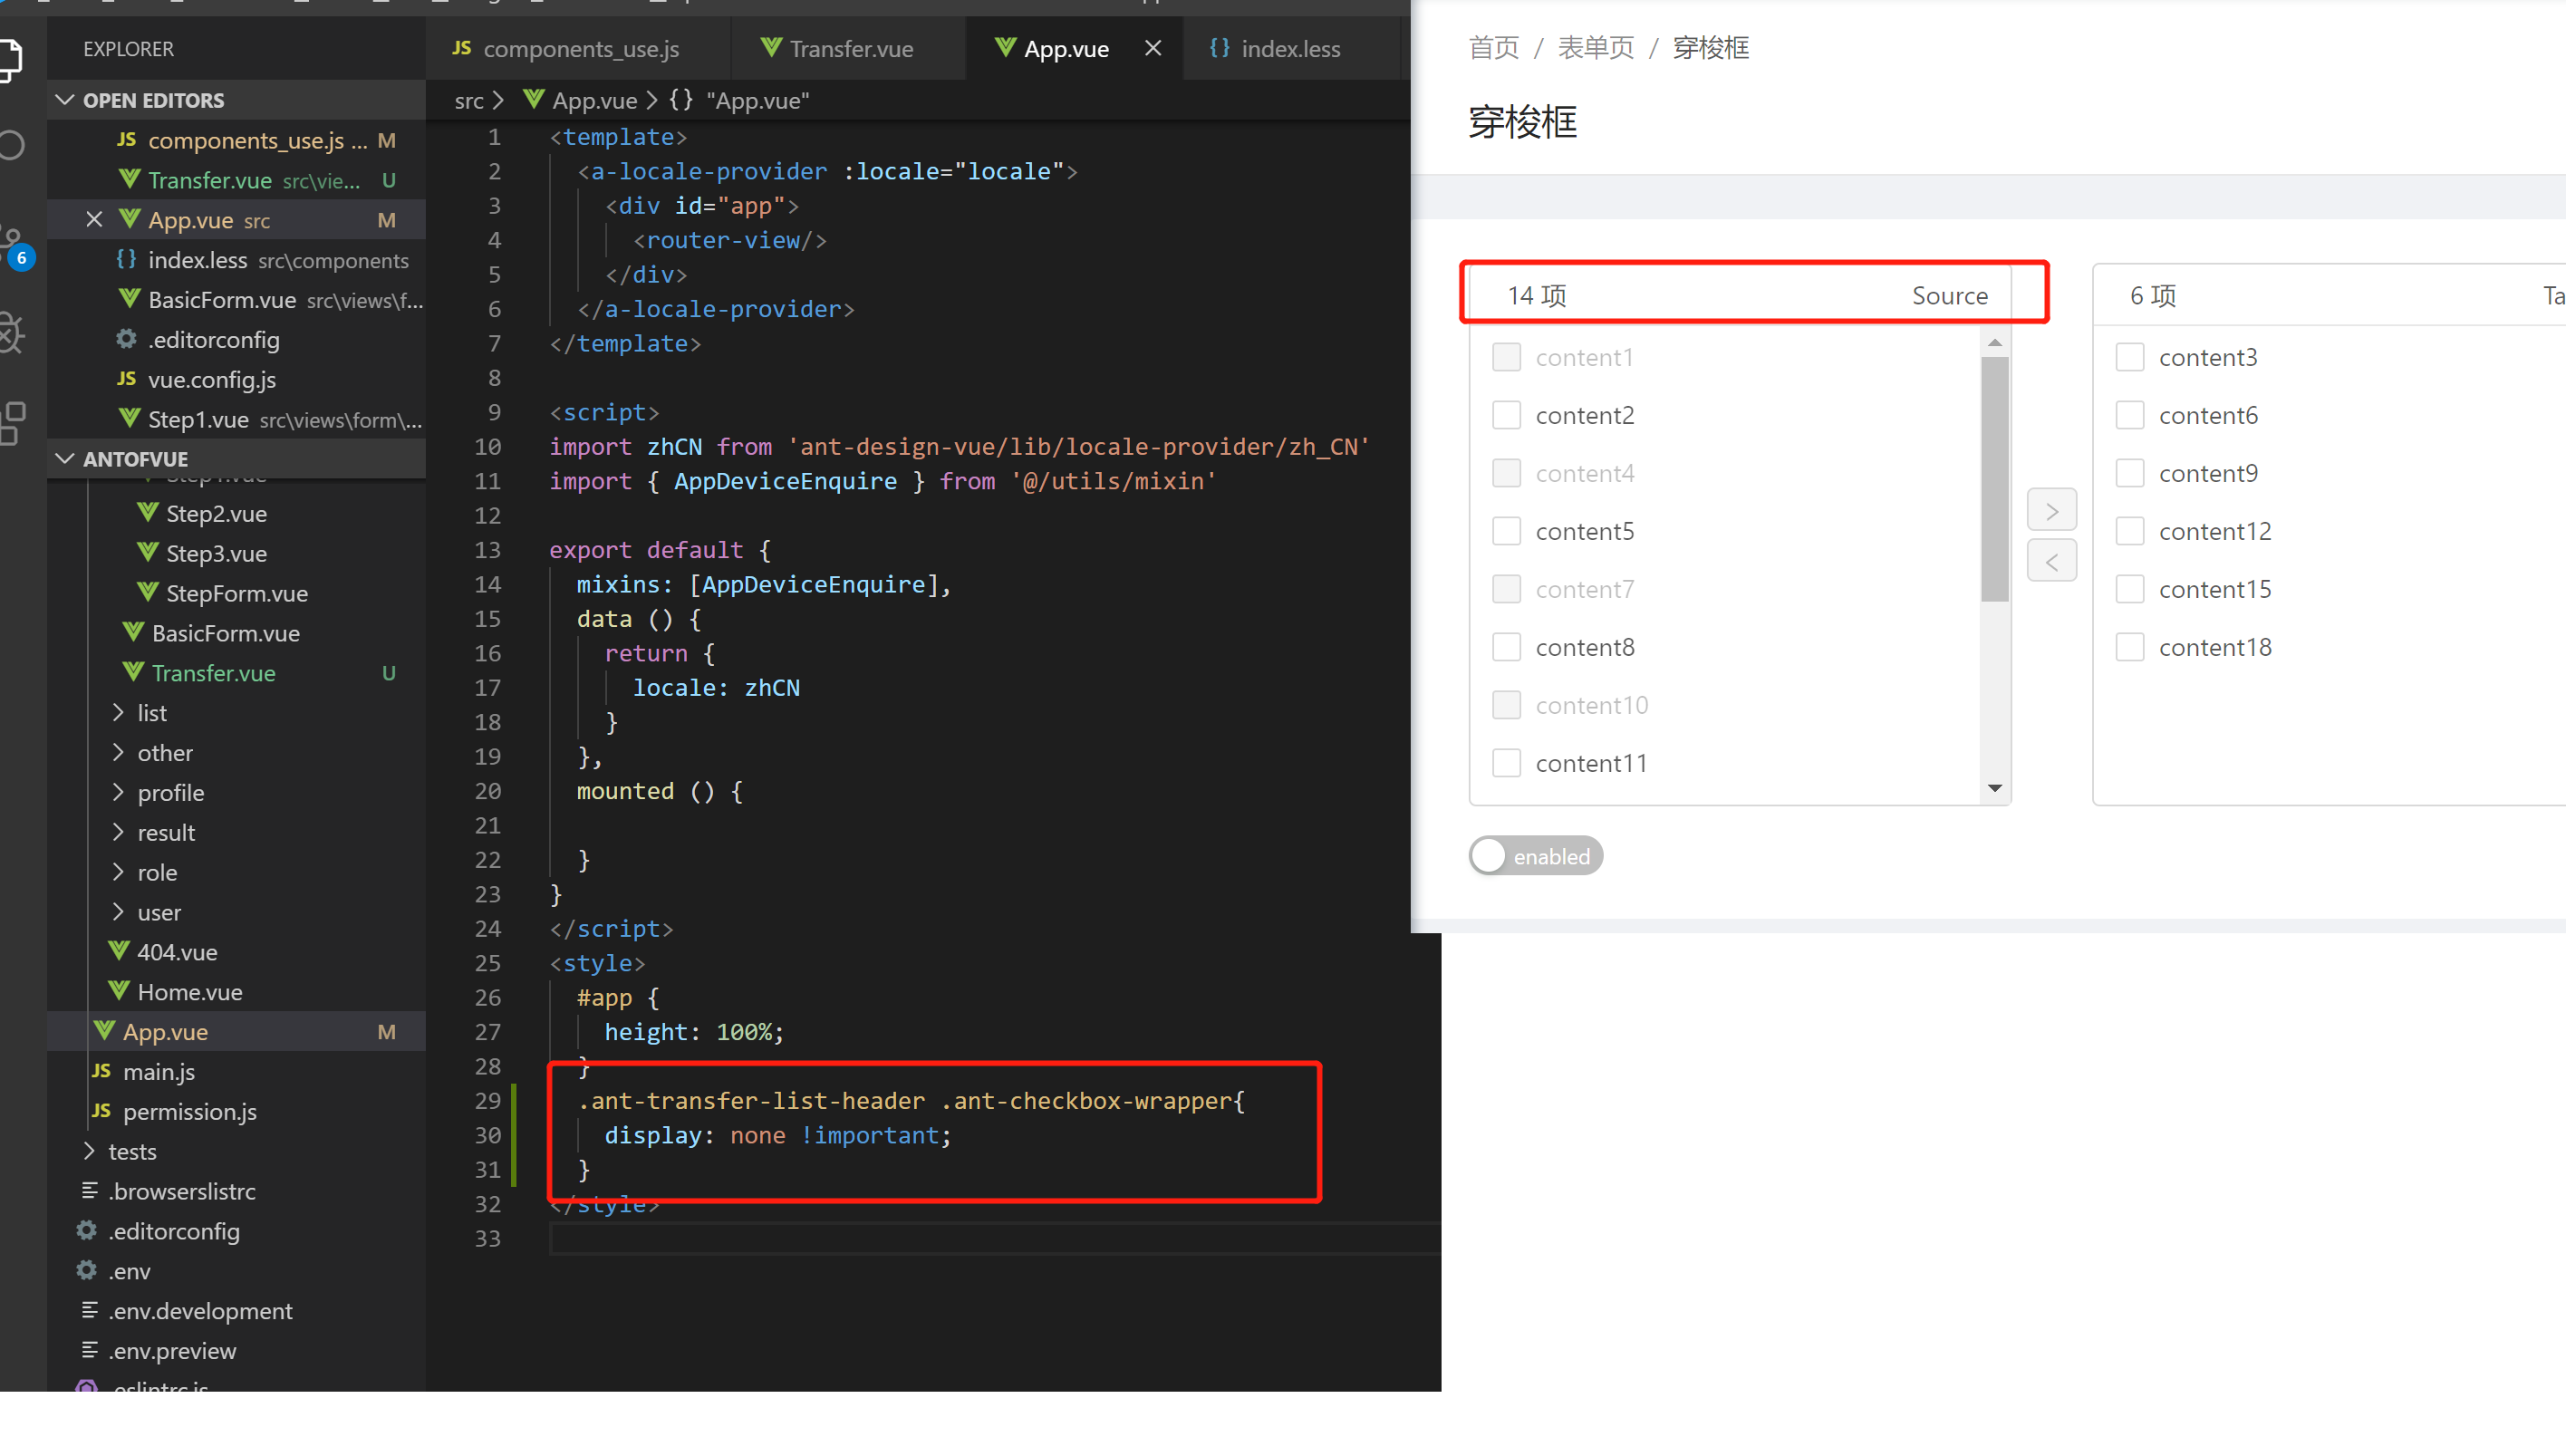 EXPLORER
OPEN EDITORS
JS components_use.js ... M
Transfer.vue src\vie... U
App.vue src M
{} index.less src\components
BasicForm.vue src\views\f...
.editorconfig
JS vue.config.js
Step1.vue src\views\form\...
6
ANTOFVUE
Step1.vue
Step2.vue
Step3.vue
StepForm.vue
BasicForm.vue
Transfer.vue U
list
other
profile
result
role
user
404.vue
Home.vue
App.vue M
JS main.js
JS permission.js
tests
.browserslistrc
.editorconfig
.env
.env.development
.env.preview
.eslintrc.js
JS components_use.js
Transfer.vue
App.vue
{} index.less
src > App.vue > {} "App.vue"
1 <template>
2 <a-locale-provider :locale="locale">
3 <div id="app">
4 <router-view/>
5 </div>
6 </a-locale-provider>
7 </template>
8
9 <script>
10 import zhCN from 'ant-design-vue/lib/locale-provider/zh_CN'
11 import { AppDeviceEnquire } from '@/utils/mixin'
12
13 export default {
14 mixins: [AppDeviceEnquire],
15 data () {
16 return {
17 locale: zhCN
18 }
19 },
20 mounted () {
21
22 }
23 }
24 </script>
25 <style>
26 #app {
27 height: 100%;
28 }
29 .ant-transfer-list-header .ant-checkbox-wrapper{
30 display: none !important;
31 }
32 </style>
33
首页 / 表单页 / 穿梭框
穿梭框
14 项 Source
content1
content2
content4
content5
content7
content8
content10
content11
>
<
6 项 Ta
content3
content6
content9
content12
content15
content18
enabled